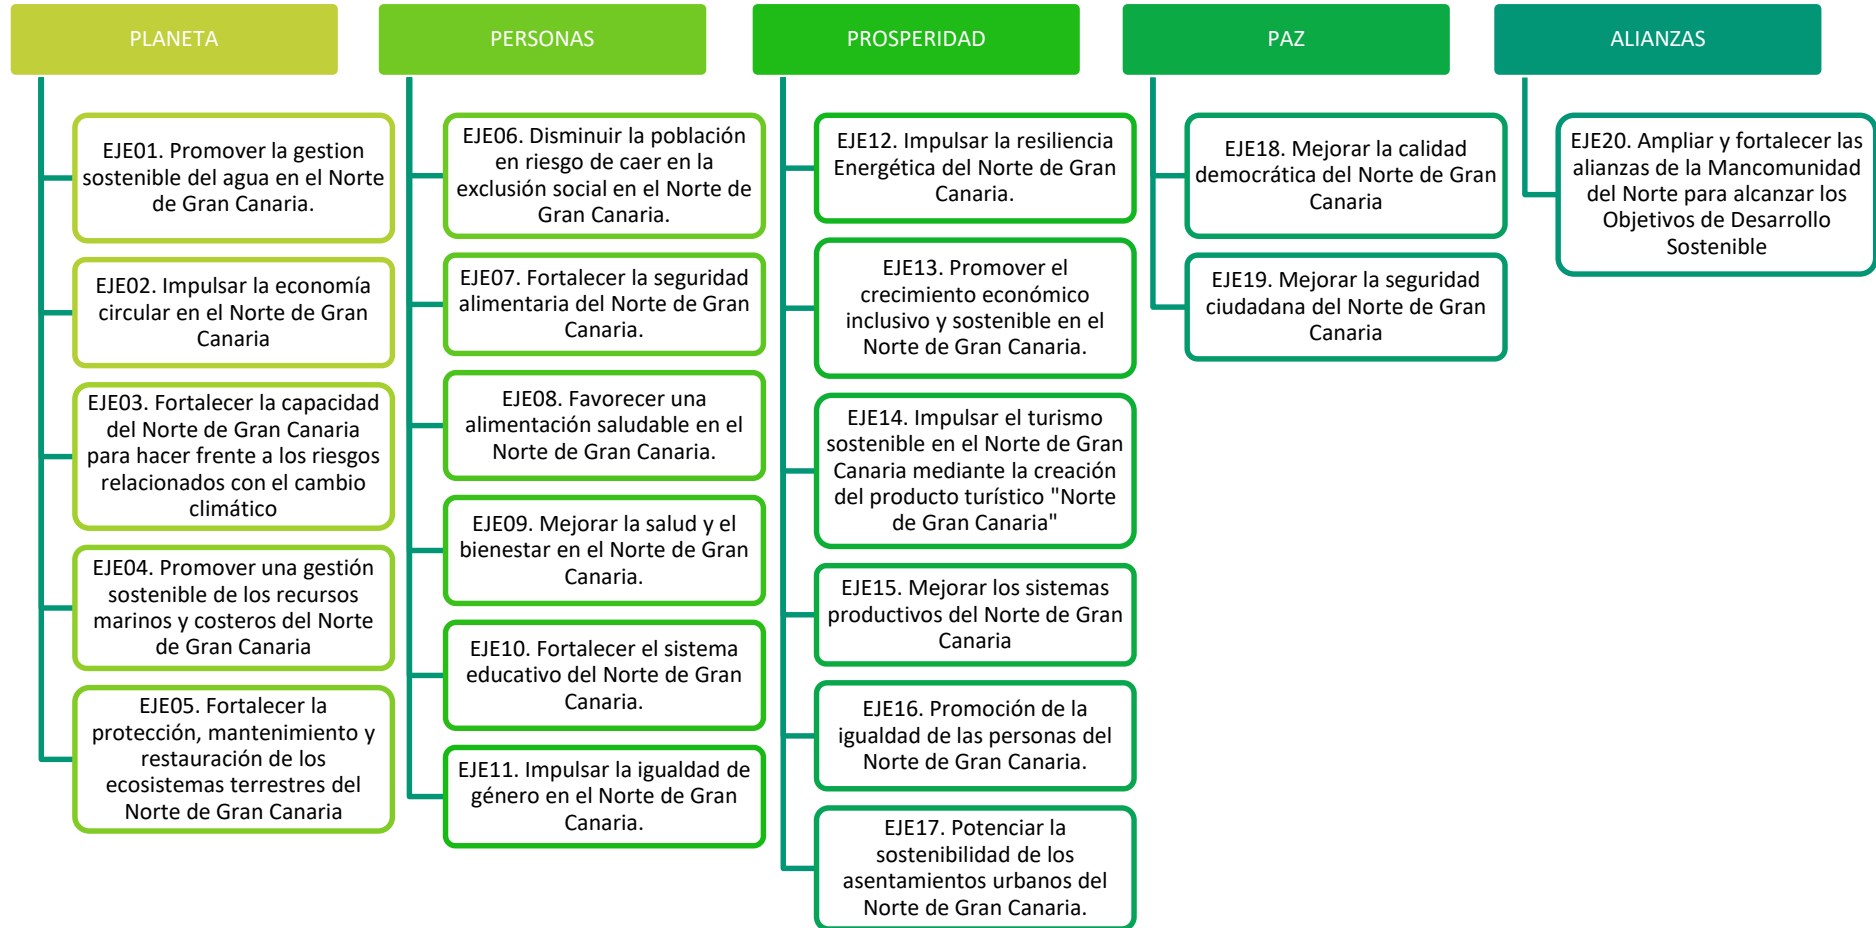 PLANETA
EJE01. Promover la gestion
sostenible del agua en el Norte
de Gran Canaria.
EJE02. Impulsar la economía
circular en el Norte de Gran
Canaria
EJE03. Fortalecer la capacidad
del Norte de Gran Canaria
para hacer frente a los riesgos
relacionados con el cambio
climático
EJE04. Promover una gestión
sostenible de los recursos
marinos y costeros del Norte
de Gran Canaria
EJE05. Fortalecer la
protección, mantenimiento y
restauración de los
ecosistemas terrestres del
Norte de Gran Canaria
PERSONAS
EJE06. Disminuir la población
en riesgo de caer en la
exclusión social en el Norte de
Gran Canaria.
EJE07. Fortalecer la seguridad
alimentaria del Norte de Gran
Canaria.
EJE08. Favorecer una
alimentación saludable en el
Norte de Gran Canaria.
EJE09. Mejorar la salud y el
bienestar en el Norte de Gran
Canaria.
EJE10. Fortalecer el sistema
educativo del Norte de Gran
Canaria.
EJE11. Impulsar la igualdad de
género en el Norte de Gran
Canaria.
PROSPERIDAD
EJE12. Impulsar la resiliencia
Energética del Norte de Gran
Canaria.
EJE13. Promover el
crecimiento económico
inclusivo y sostenible en el
Norte de Gran Canaria.
EJE14. Impulsar el turismo
sostenible en el Norte de Gran
Canaria mediante la creación
del producto turístico "Norte
de Gran Canaria"
EJE15. Mejorar los sistemas
productivos del Norte de Gran
Canaria
EJE16. Promoción de la
igualdad de las personas del
Norte de Gran Canaria.
EJE17. Potenciar la
sostenibilidad de los
asentamientos urbanos del
Norte de Gran Canaria.
PAZ
EJE18. Mejorar la calidad
democrática del Norte de Gran
Canaria
EJE19. Mejorar la seguridad
ciudadana del Norte de Gran
Canaria
ALIANZAS
EJE20. Ampliar y fortalecer las
alianzas de la Mancomunidad
del Norte para alcanzar los
Objetivos de Desarrollo
Sostenible